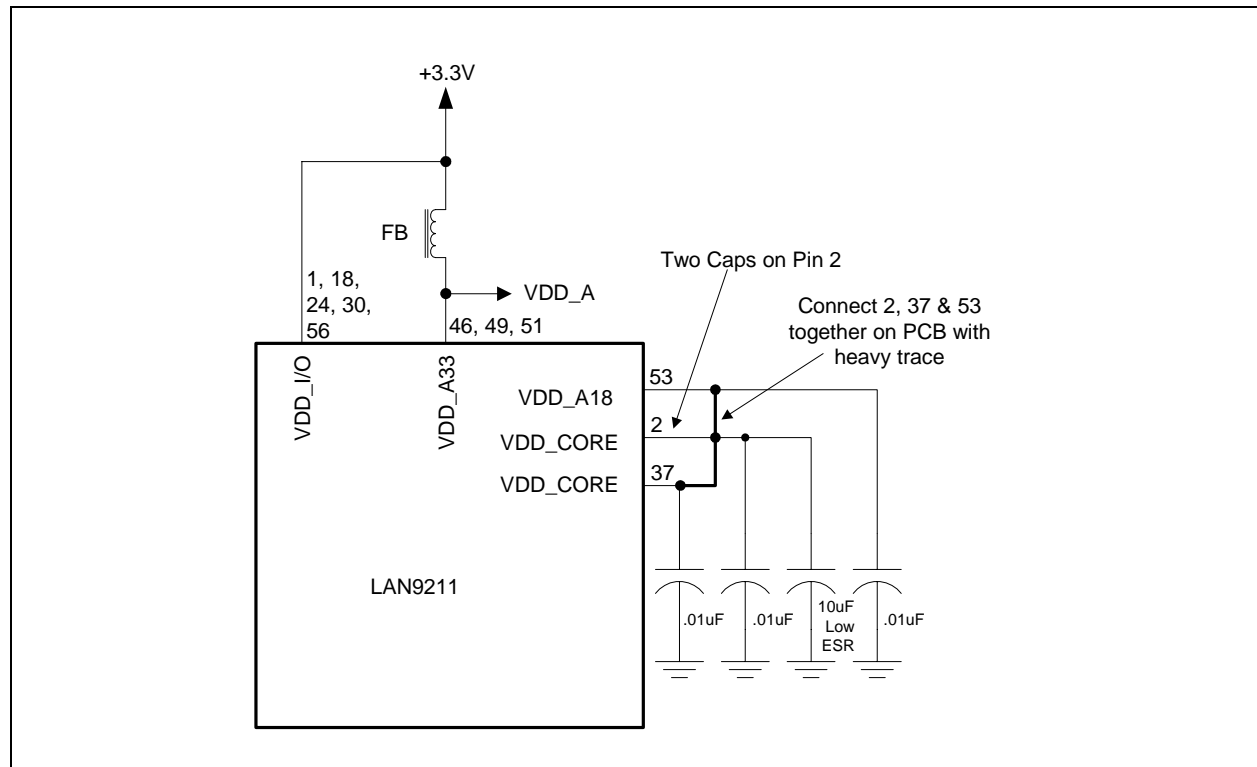 +3.3V
FB
Two Caps on Pin 2
VDD_A
Connect 2, 37 & 53
together on PCB with
heavy trace
1, 18,
24, 30,
56
46, 49, 51
VDD_I/O
VDD_A33
53
VDD_A18
2
VDD_CORE
37
VDD_CORE
LAN9211
.01uF
.01uF
10uF
Low
ESR
.01uF